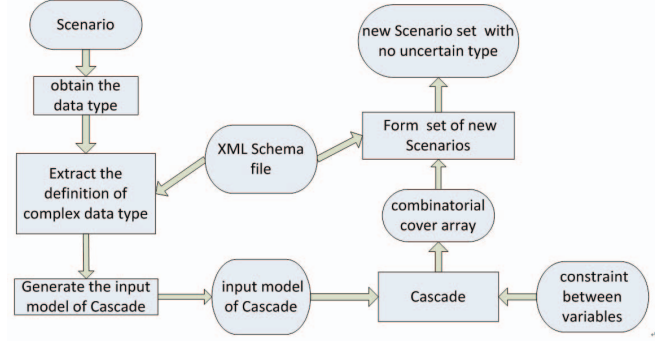 Scenario
obtain the
data type
Extract the
definition of
complex data type
Generate the input
model of Cascade
XML Schema
file
input model
of Cascade
new Scenario set with
no uncertain type
Form set of new
Scenarios
combinatorial
cover array
Cascade
constraint
between
variables